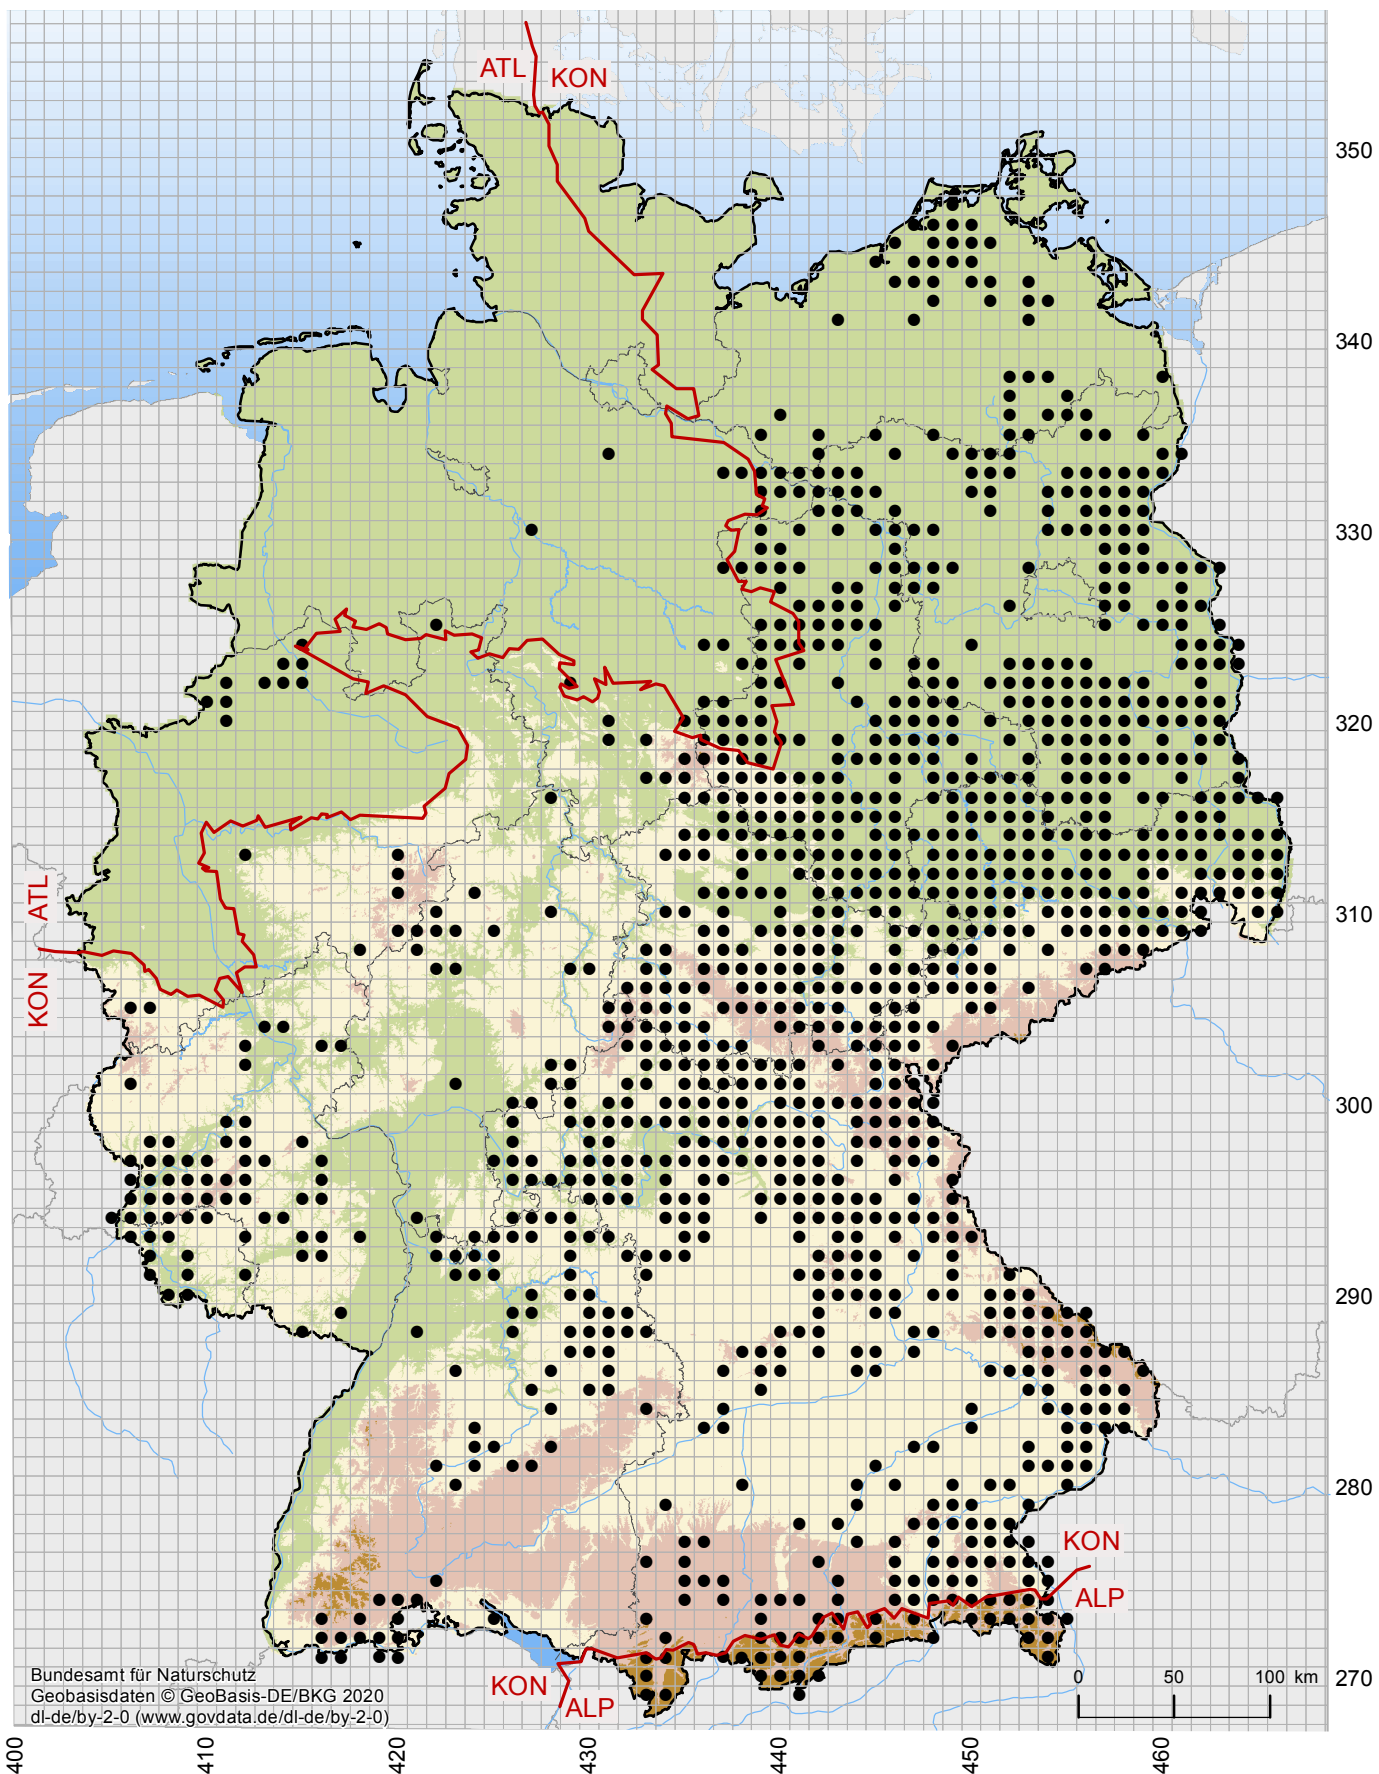 ATL
KON
350
340
330
320
ATL
310
KON
300
290
280
KON
ALP
Bundesamt für Naturschutz
Geobasisdaten © GeoBasis-DE/BKG 2020
dl-de/by-2-0 (www.govdata.de/dl-de/by-2-0)
KON
ALP
0 50 100 km
270
400 410 420 430 440 450 460